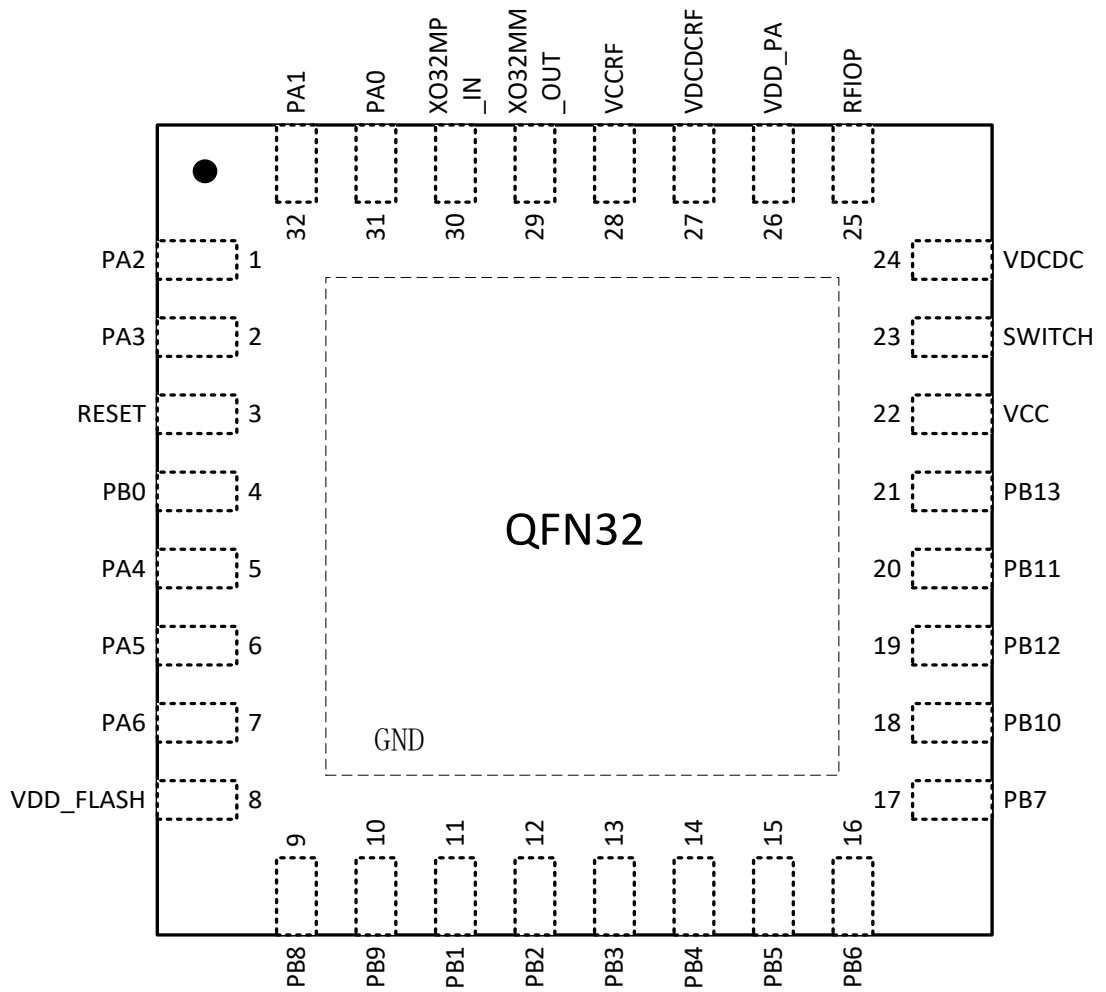 PA1
PA0
XO32MP
_IN
XO32MM
_OUT
VCCRF
VDCDCRF
VDD_PA
RFIOP
32
31
30
29
28
27
26
25
PA2 1
24 VDCDC
PA3 2
23 SWITCH
RESET 3
22 VCC
PB0 4
21 PB13
QFN32
PA4 5
20 PB11
PA5 6
19 PB12
PA6 7
18 PB10
GND
VDD_FLASH 8
17 PB7
9
10
11
12
13
14
15
16
PB8
PB9
PB1
PB2
PB3
PB4
PB5
PB6